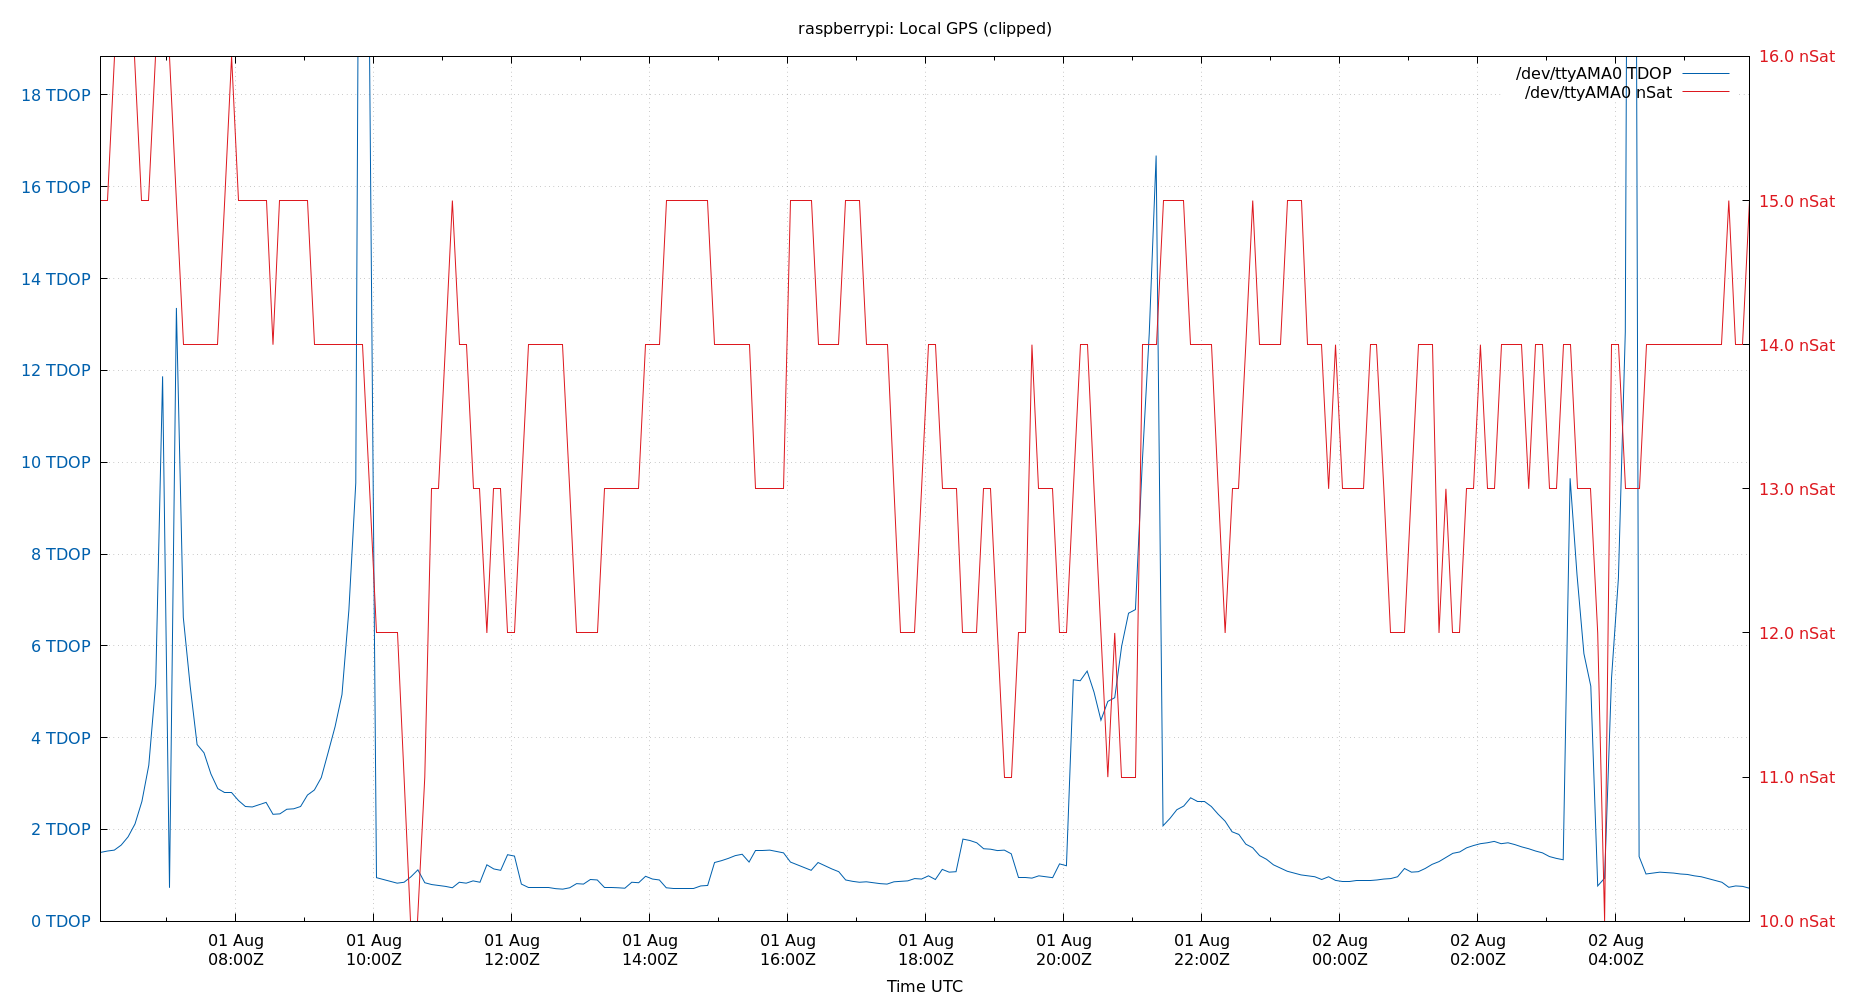 raspberrypi: Local GPS (clipped)
/dev/ttyAMA0 TDOP
/dev/ttyAMA0 nSat
18 TDOP
16 TDOP
14 TDOP
12 TDOP
10 TDOP
8 TDOP
6 TDOP
4 TDOP
2 TDOP
0 TDOP
16.0 nSat
15.0 nSat
14.0 nSat
13.0 nSat
12.0 nSat
11.0 nSat
10.0 nSat
01 Aug
08:00Z
01 Aug
10:00Z
01 Aug
12:00Z
01 Aug
14:00Z
01 Aug
16:00Z
01 Aug
18:00Z
01 Aug
20:00Z
01 Aug
22:00Z
02 Aug
00:00Z
02 Aug
02:00Z
02 Aug
04:00Z
Time UTC